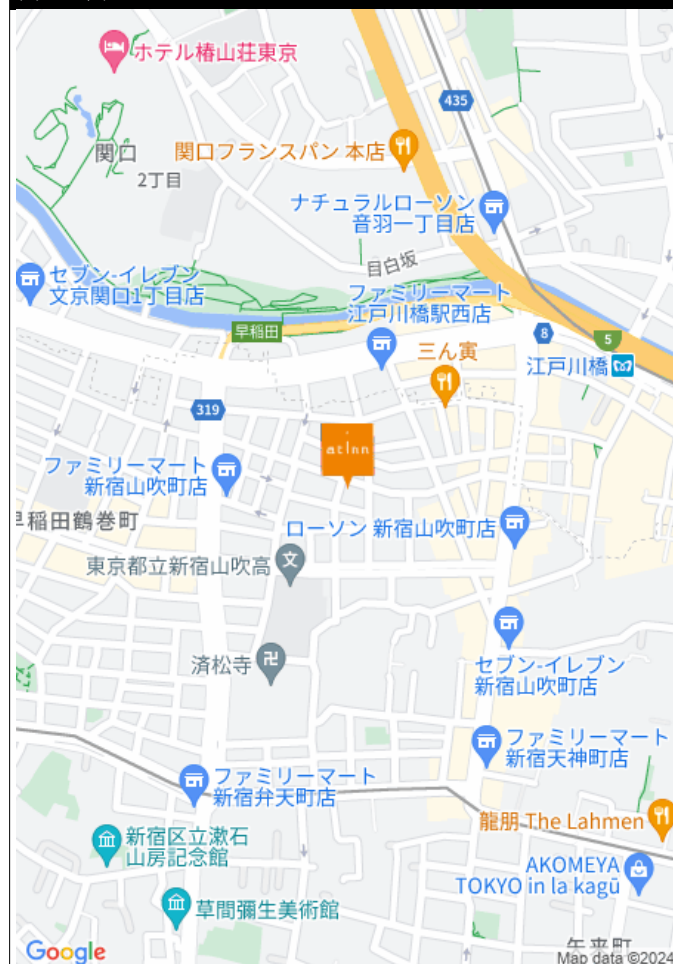 ホテル椿山荘東京
435
関口
2丁目
関口フランスパン 本店
ナチュラルローソン
音羽一丁目店
目白坂
セブン-イレブン
文京関口1丁目店
ファミリーマート
江戸川橋駅西店
早稲田
8
5
三ん寅
江戸川橋
319
atInn
ファミリーマート
新宿山吹町店
早稲田鶴巻町
ローソン 新宿山吹町店
文
東京都立新宿山吹高
済松寺
セブン-イレブン
新宿山吹町店
ファミリーマート
新宿天神町店
ファミリーマート
新宿弁天町店
龍朋 The Lahmen
新宿区立漱石
山房記念館
AKOMEYA
TOKYO in la kagū
草間彌生美術館
矢来町
Google
Map data ©2024